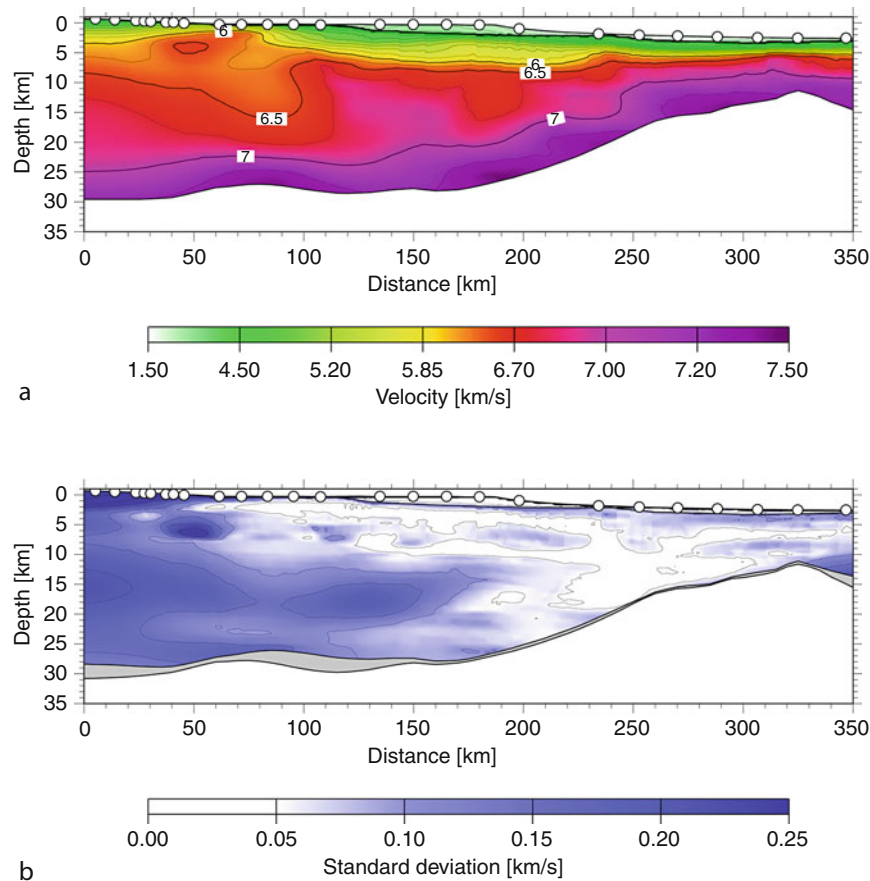 6
0
5
10
15
20
25
30
35
Depth [km]
6
6.5
6.5
7
7
0 50 100 150 200 250 300 350
Distance [km]
1.50 4.50 5.20 5.85 6.70 7.00 7.20 7.50
Velocity [km/s]
a
0
5
10
15
20
25
30
35
Depth [km]
0 50 100 150 200 250 300 350
Distance [km]
0.00 0.05 0.10 0.15 0.20 0.25
Standard deviation [km/s]
b